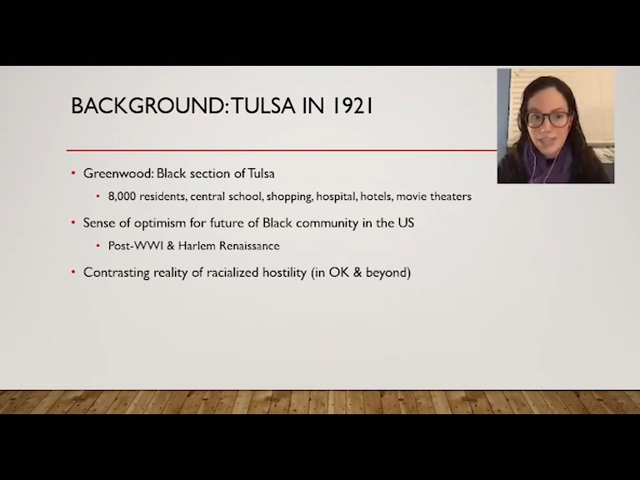 BACKGROUND: TULSA IN 1921
• Greenwood: Black section of Tulsa
• 8,000 residents, central school, shopping, hospital, hotels, movie theaters
• Sense of optimism for future of Black community in the US
• Post-WWI & Harlem Renaissance
• Contrasting reality of racialized hostility (in OK & beyond)